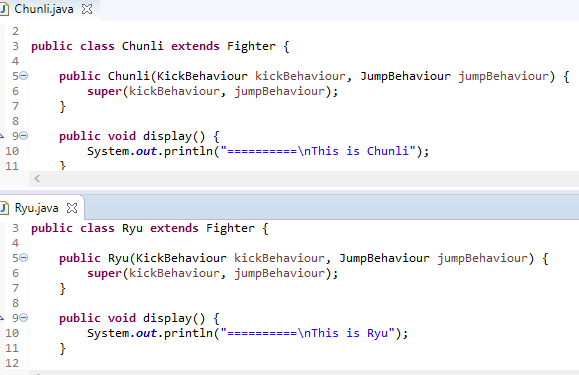 Chunli.java
2
3 public class Chunli extends Fighter {
4
5 public Chunli(KickBehaviour kickBehaviour, JumpBehaviour jumpBehaviour) {
6 super(kickBehaviour, jumpBehaviour);
7 }
8
9 public void display() {
10 System.out.println("==========\nThis is Chunli");
11 }
Ryu.java
3 public class Ryu extends Fighter {
4
5 public Ryu(KickBehaviour kickBehaviour, JumpBehaviour jumpBehaviour) {
6 super(kickBehaviour, jumpBehaviour);
7 }
8
9 public void display() {
10 System.out.println("==========\nThis is Ryu");
11 }
12